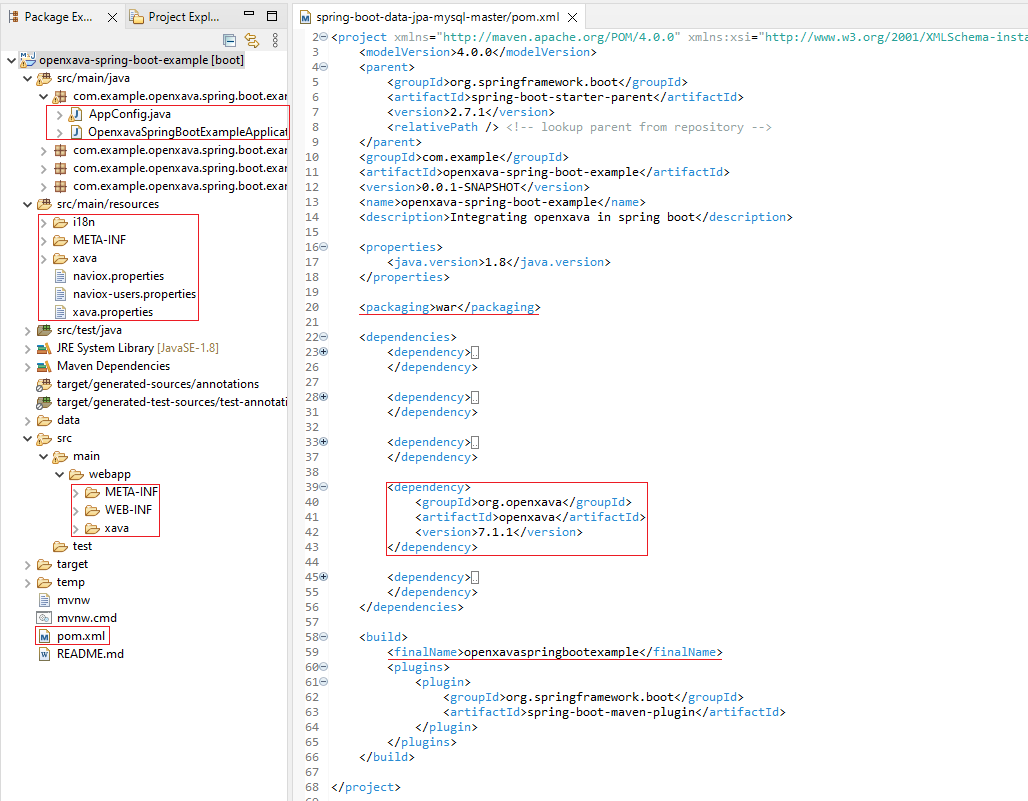 Package Ex...
Project Expl...
openxava-spring-boot-example [boot]
src/main/java
com.example.openxava.spring.boot.exar
AppConfig.java
OpenxavaSpringBootExampleApplicat
com.example.openxava.spring.boot.exar
com.example.openxava.spring.boot.exar
com.example.openxava.spring.boot.exar
src/main/resources
i18n
META-INF
xava
naviox.properties
naviox-users.properties
xava.properties
src/test/java
JRE System Library [JavaSE-1.8]
Maven Dependencies
target/generated-sources/annotations
target/generated-test-sources/test-annotati
data
src
main
webapp
META-INF
WEB-INF
xava
test
target
temp
mvnw
mvnw.cmd
pom.xml
README.md
spring-boot-data-jpa-mysql-master/pom.xml
2 <project xmlns="http://maven.apache.org/POM/4.0.0" xmlns:xsi="http://www.w3.org/2001/XMLSchema-insta
3 <modelVersion>4.0.0</modelVersion>
4 <parent>
5 <groupId>org.springframework.boot</groupId>
6 <artifactId>spring-boot-starter-parent</artifactId>
7 <version>2.7.1</version>
8 <relativePath /> <!-- lookup parent from repository -->
9 </parent>
10 <groupId>com.example</groupId>
11 <artifactId>openxava-spring-boot-example</artifactId>
12 <version>0.0.1-SNAPSHOT</version>
13 <name>openxava-spring-boot-example</name>
14 <description>Integrating openxava in spring boot</description>
15
16 <properties>
17 <java.version>1.8</java.version>
18 </properties>
19
20 <packaging>war</packaging>
21
22 <dependencies>
23 <dependency>
26 </dependency>
27
28 <dependency>
31 </dependency>
32
33 <dependency>
37 </dependency>
38
39 <dependency>
40 <groupId>org.openxava</groupId>
41 <artifactId>openxava</artifactId>
42 <version>7.1.1</version>
43 </dependency>
44
45 <dependency>
55 </dependency>
56 </dependencies>
57
58 <build>
59 <finalName>openxavaspringbootexample</finalName>
60 <plugins>
61 <plugin>
62 <groupId>org.springframework.boot</groupId>
63 <artifactId>spring-boot-maven-plugin</artifactId>
64 </plugin>
65 </plugins>
66 </build>
67
68 </project>